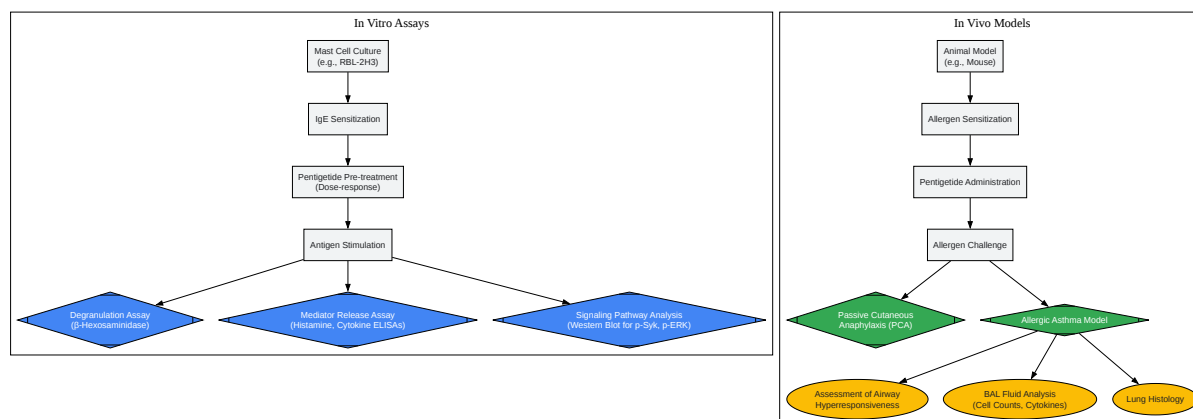 In Vitro Assays
Mast Cell Culture
(e.g., RBL-2H3)
IgE Sensitization
Pentigetide Pre-treatment
(Dose-response)
Antigen Stimulation
Degranulation Assay
(β-Hexosaminidase)
Mediator Release Assay
(Histamine, Cytokine ELISAs)
Signaling Pathway Analysis
(Western Blot for p-Syk, p-ERK)
In Vivo Models
Animal Model
(e.g., Mouse)
Allergen Sensitization
Pentigetide Administration
Allergen Challenge
Passive Cutaneous
Anaphylaxis (PCA)
Allergic Asthma Model
Assessment of Airway
Hyperresponsiveness
BAL Fluid Analysis
(Cell Counts, Cytokines)
Lung Histology